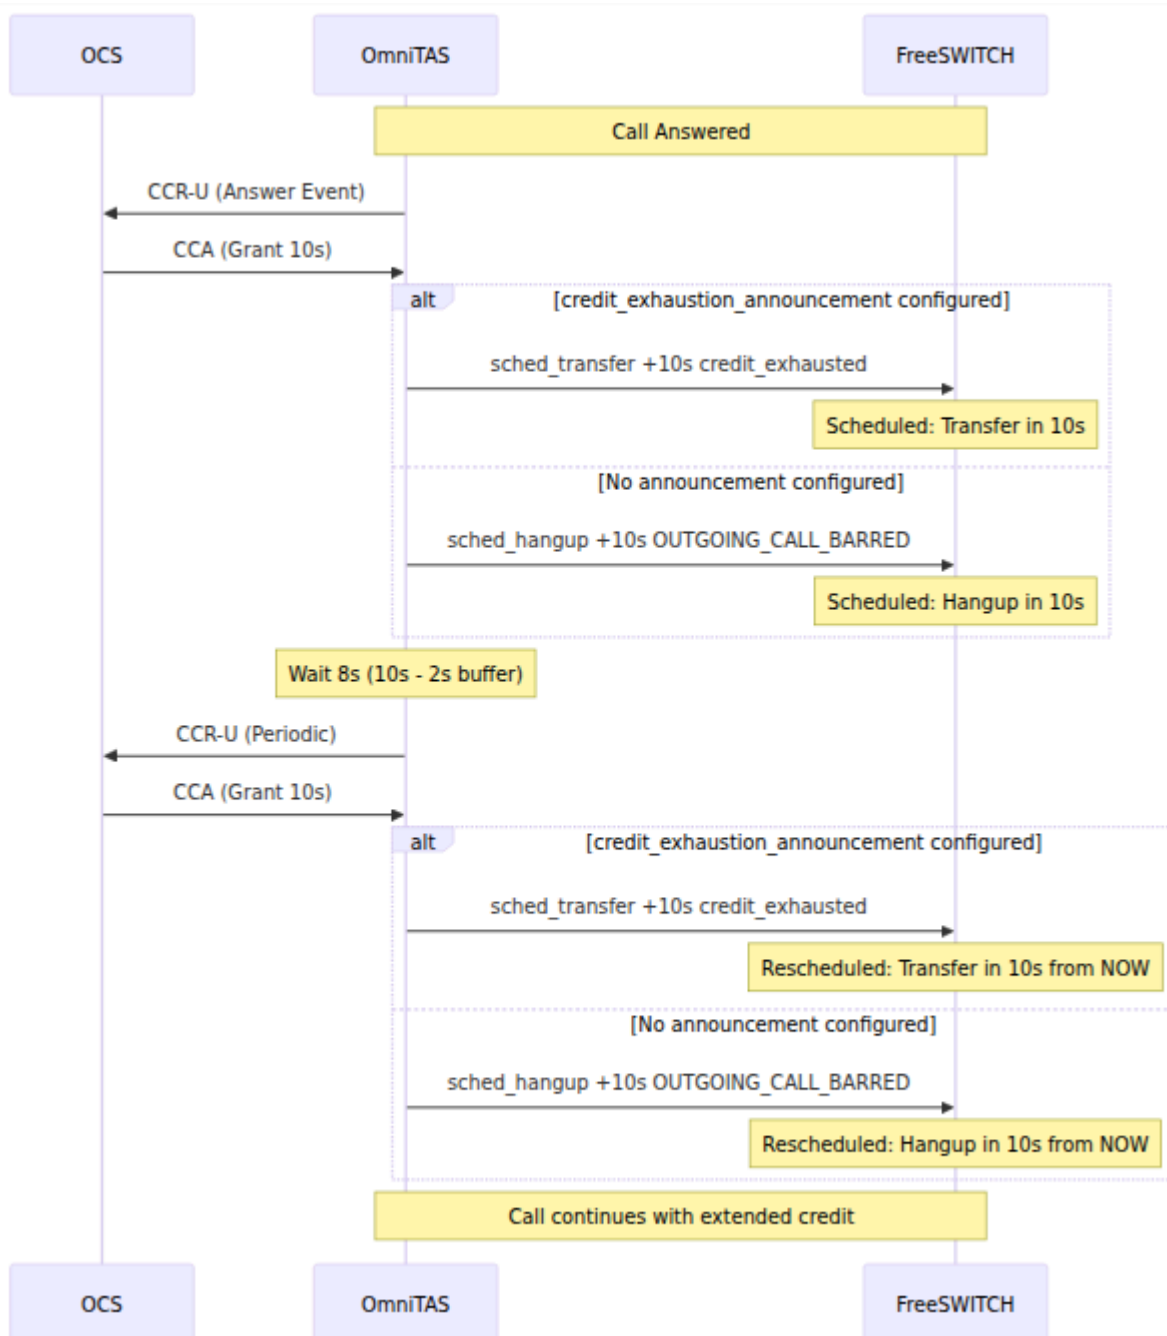 OCS OmniTAS FreeSWITCH
Call Answered
CCR-U (Answer Event)
CCA (Grant 10s)
alt [credit_exhaustion_announcement configured]
sched_transfer +10s credit_exhausted
Scheduled: Transfer in 10s
[No announcement configured]
sched_hangup +10s OUTGOING_CALL_BARRED
Scheduled: Hangup in 10s
Wait 8s (10s - 2s buffer)
CCR-U (Periodic)
CCA (Grant 10s)
alt [credit_exhaustion_announcement configured]
sched_transfer +10s credit_exhausted
Rescheduled: Transfer in 10s from NOW
[No announcement configured]
sched_hangup +10s OUTGOING_CALL_BARRED
Rescheduled: Hangup in 10s from NOW
Call continues with extended credit
OCS OmniTAS FreeSWITCH